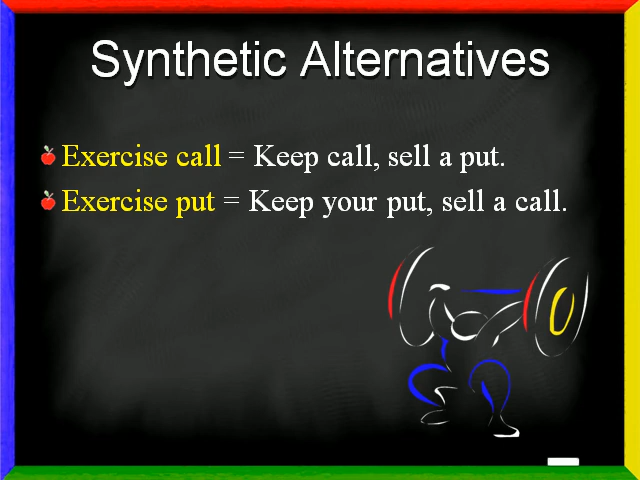 Synthetic Alternatives
Exercise call = Keep call, sell a put.
Exercise put = Keep your put, sell a call.